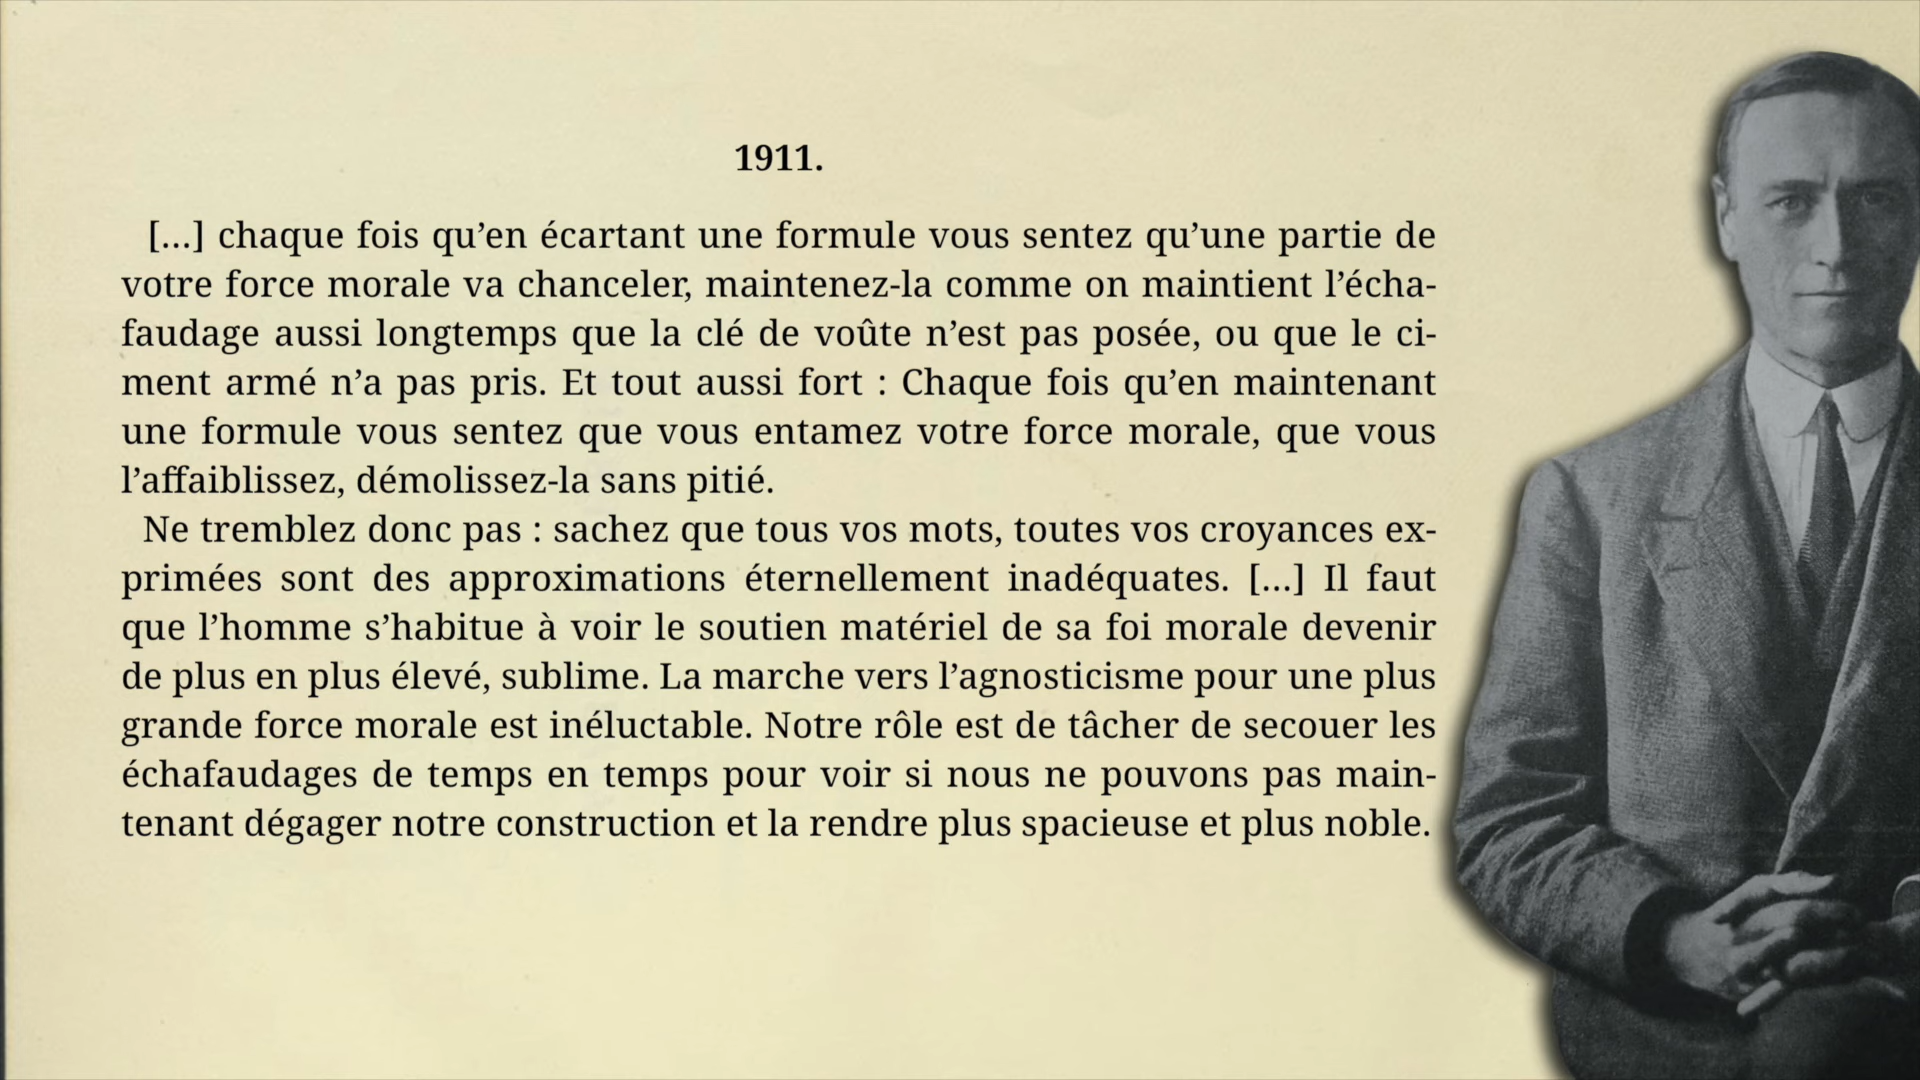 1911.
[…] chaque fois qu’en écartant une formule vous sentez qu’une partie de
votre force morale va chanceler, maintenez-la comme on maintient l’écha-
faudage aussi longtemps que la clé de voûte n’est pas posée, ou que le ci-
ment armé n’a pas pris. Et tout aussi fort : Chaque fois qu’en maintenant
une formule vous sentez que vous entamez votre force morale, que vous
l’affaiblissez, démolissez-la sans pitié.
Ne tremblez donc pas : sachez que tous vos mots, toutes vos croyances ex-
primées sont des approximations éternellement inadéquates. […] Il faut
que l’homme s’habitue à voir le soutien matériel de sa foi morale devenir
de plus en plus élevé, sublime. La marche vers l’agnosticisme pour une plus
grande force morale est inéluctable. Notre rôle est de tâcher de secouer les
échafaudages de temps en temps pour voir si nous ne pouvons pas main-
tenant dégager notre construction et la rendre plus spacieuse et plus noble.